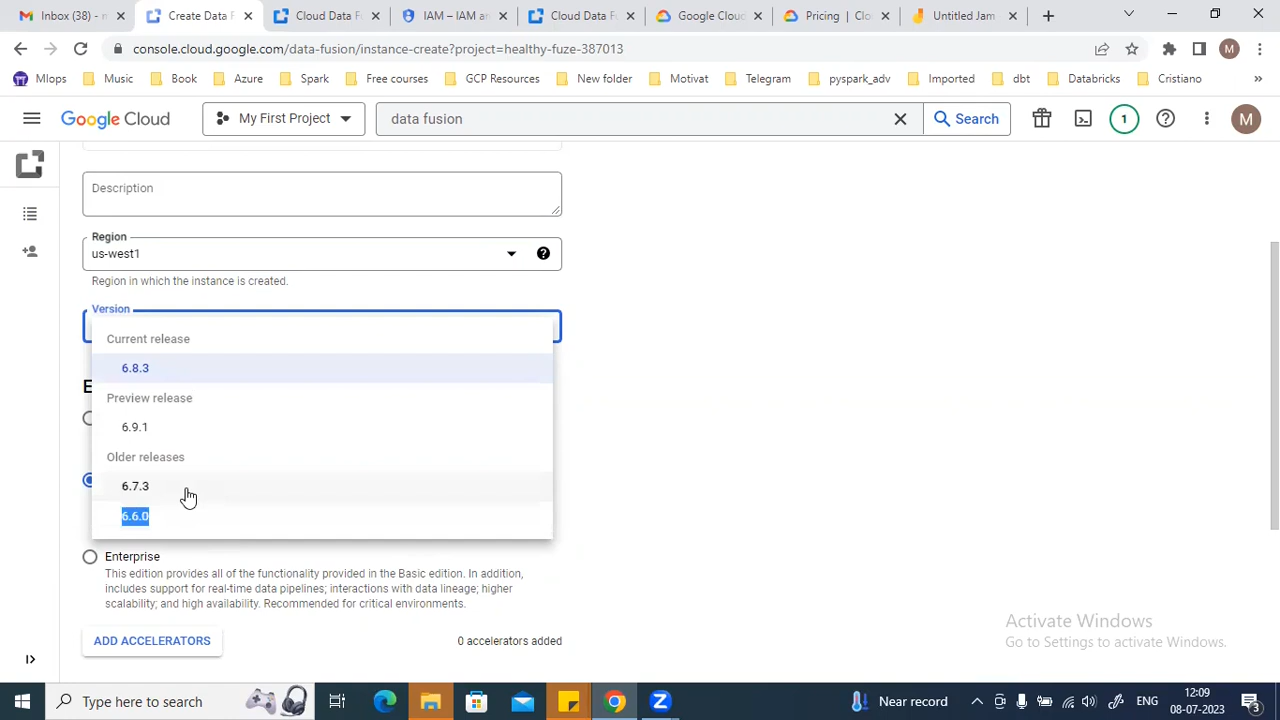 Inbox (38) - m
Create Data F
Cloud Data Fu
IAM – IAM an
Cloud Data Fu
Google Cloud
Pricing | Clou
Untitled Jam
console.cloud.google.com/data-fusion/instance-create?project=healthy-fuze-387013
M
Mlops
Music
Book
Azure
Spark
Free courses
GCP Resources
New folder
Motivat
Telegram
pyspark_adv
Imported
dbt
Databricks
Cristiano
»
Google Cloud
My First Project
data fusion
Search
1
M
Description
Region
us-west1
Region in which the instance is created.
Version
Current release
6.8.3
Preview release
6.9.1
Older releases
6.7.3
6.6.0
E
Enterprise
This edition provides all of the functionality provided in the Basic edition. In addition,
includes support for real-time data pipelines; interactions with data lineage; higher
scalability; and high availability. Recommended for critical environments.
ADD ACCELERATORS
0 accelerators added
Activate Windows
Go to Settings to activate Windows.
Type here to search
Near record
ENG
12:09
08-07-2023
3